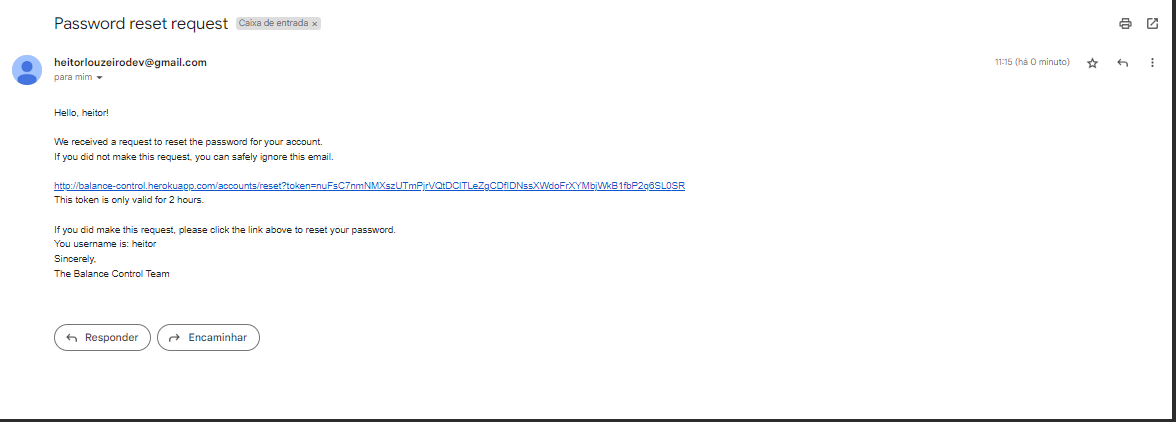 Password reset request Caixa de entrada ×
heitorlouzeirodev@gmail.com 11:15 (há 0 minuto)
para mim
Hello, heitor!
We received a request to reset the password for your account.
If you did not make this request, you can safely ignore this email.
http://balance-control.herokuapp.com/accounts/reset?token=nuFsC7nmNMXszUTmPjrVQtDCITLeZgCDfIDNssXWdoFrXYMbjWkB1fbP2q6SL0SR
This token is only valid for 2 hours.
If you did make this request, please click the link above to reset your password.
You username is: heitor
Sincerely,
The Balance Control Team
Responder Encaminhar